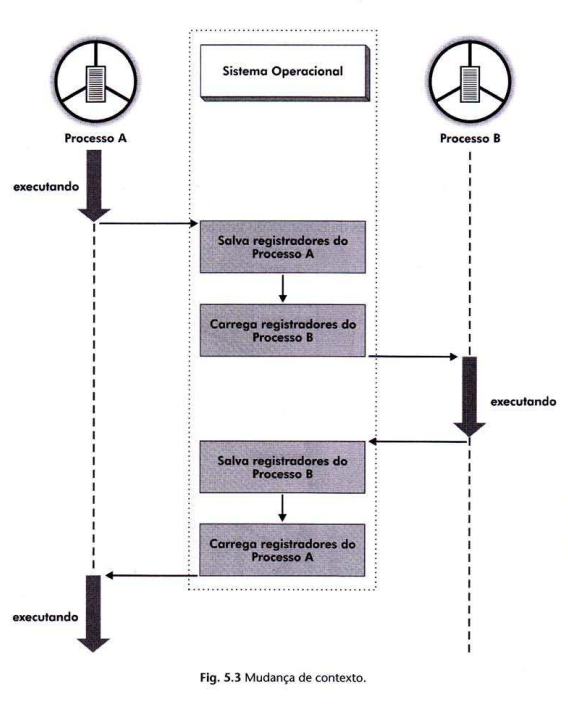 Sistema Operacional
Processo A
Processo B
executando
Salva registradores do
Processo A
Carrega registradores do
Processo B
executando
Salva registradores do
Processo B
Carrega registradores do
Processo A
executando
Fig. 5.3 Mudança de contexto.